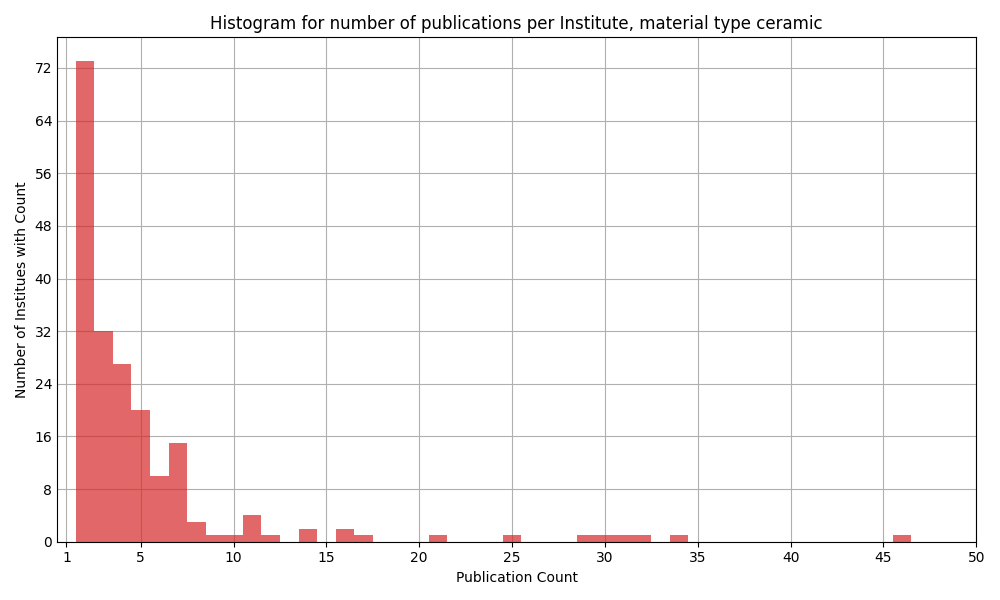 Histogram for number of publications per Institute, material type ceramic
Number of Institues with Count
72
64
56
48
40
32
24
16
8
0
1 5 10 15 20 25 30 35 40 45 50
Publication Count